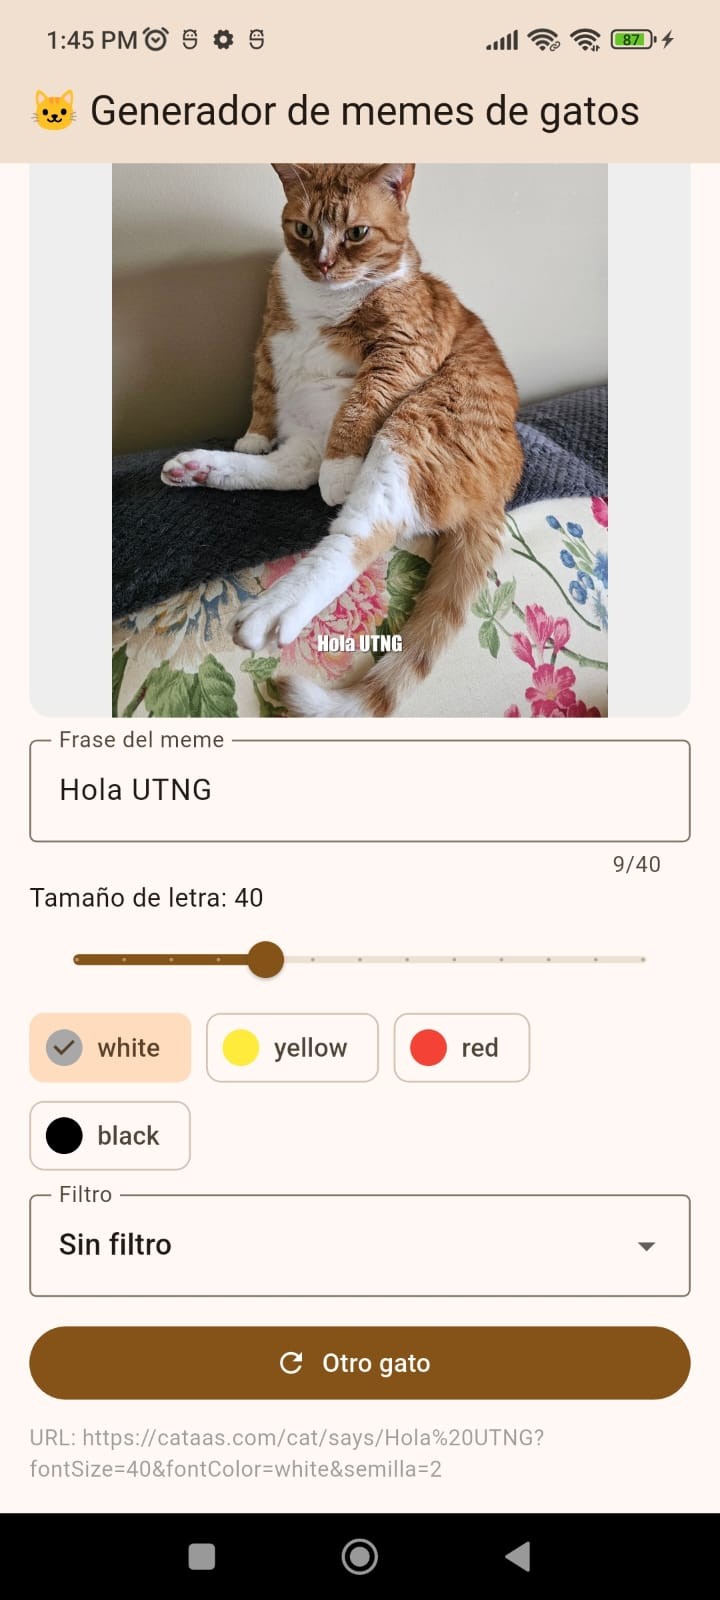 1:45 PM
87
Generador de memes de gatos
Hola UTNG
Frase del meme
Hola UTNG
9/40
Tamaño de letra: 40
white
yellow
red
black
Filtro
Sin filtro
Otro gato
URL: https://cataas.com/cat/says/Hola%20UTNG?
fontSize=40&fontColor=white&semilla=2